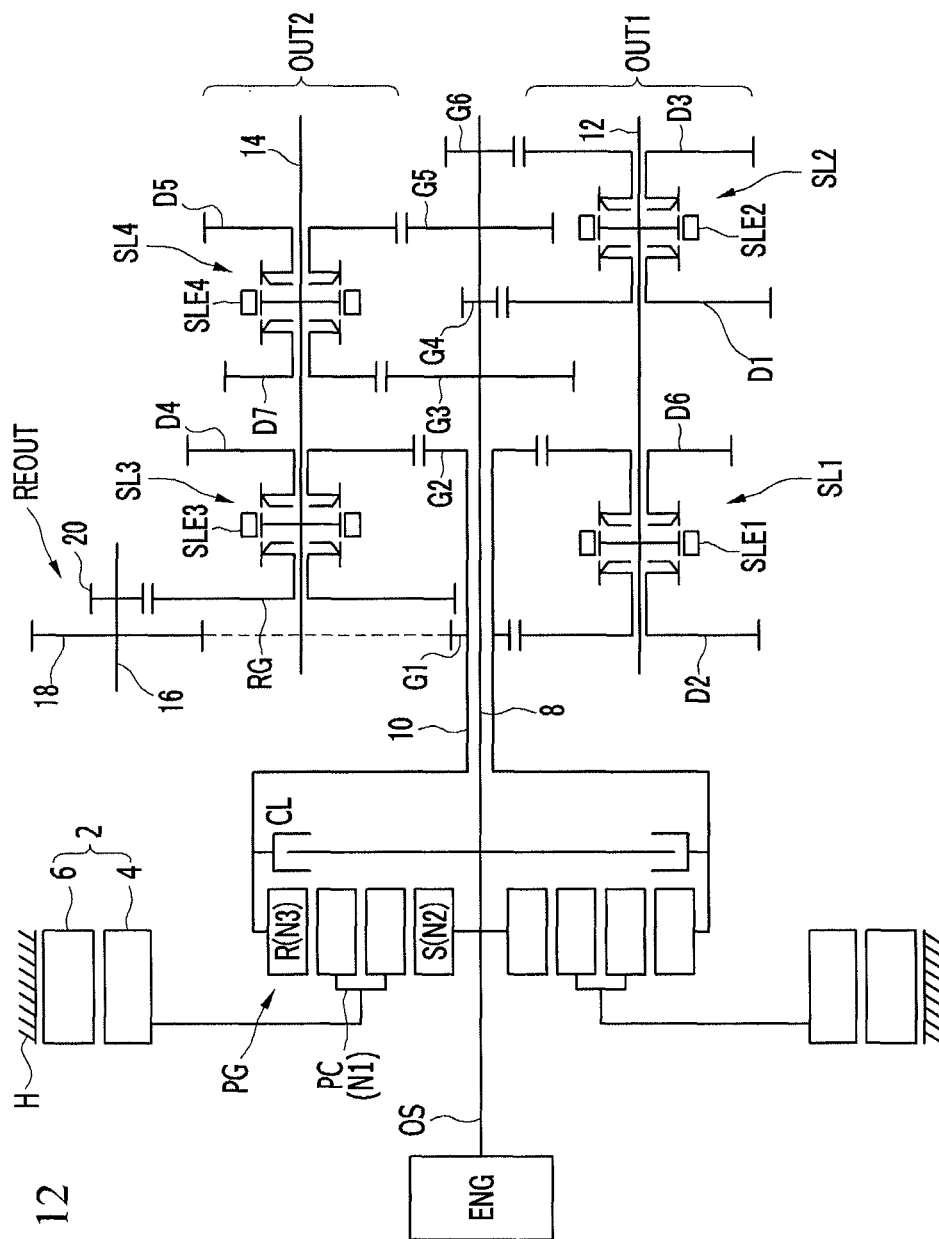 12
H
6
2
4
PG
PC
(N1)
R(N3)
S(N2)
CL
OS
ENG
REOUT
20
18
16
RG
SL3
SLE3
D4
D7
SL4
SLE4
D5
14
OUT2
G1
G2
G3
G4
G5
G6
10
8
D2
SLE1
SL1
D6
D1
SLE2
SL2
D3
12
OUT1